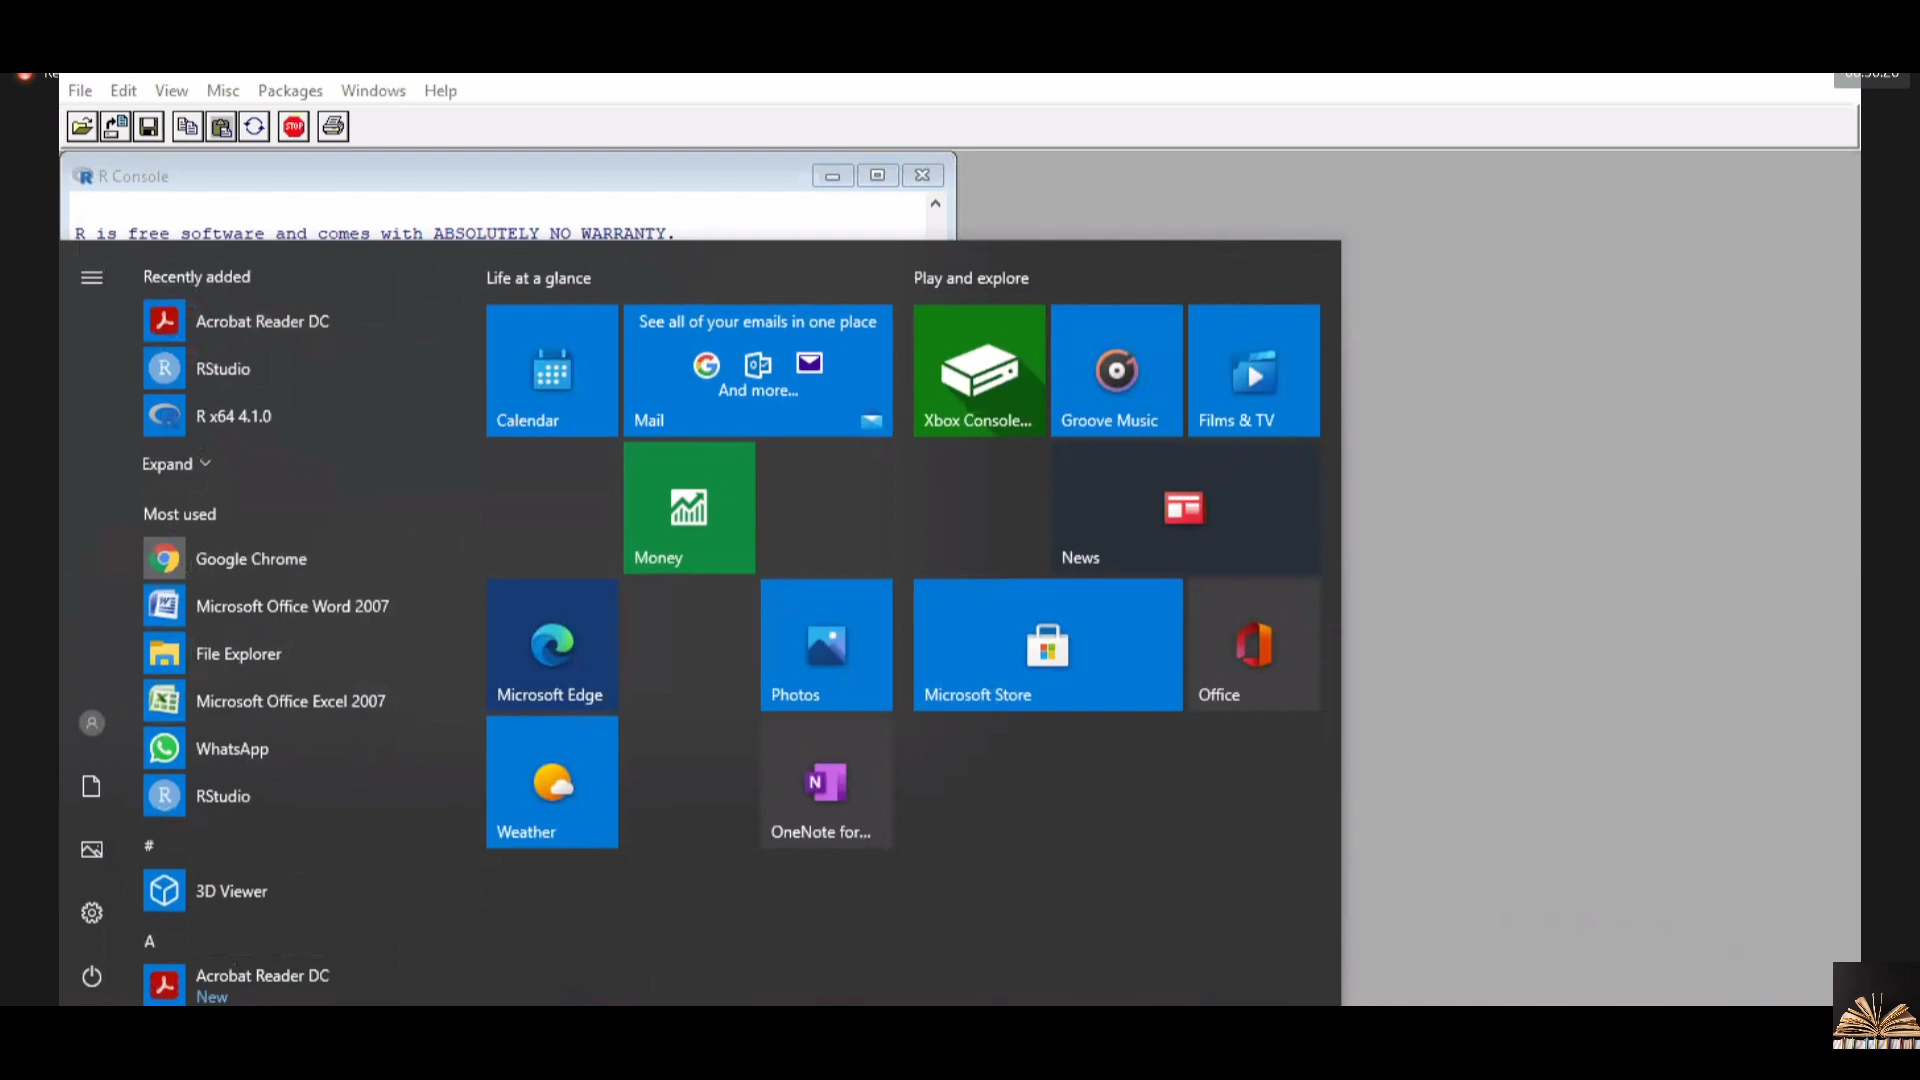 File Edit View Misc Packages Windows Help
STOP
R Console
R is free software and comes with ABSOLUTELY NO WARRANTY.
Recently added
Acrobat Reader DC
RStudio
R x64 4.1.0
Expand
Most used
Google Chrome
Microsoft Office Word 2007
File Explorer
Microsoft Office Excel 2007
WhatsApp
RStudio
#
3D Viewer
A
Acrobat Reader DC
New
Life at a glance
Calendar
See all of your emails in one place
And more...
Mail
Money
Microsoft Edge
Photos
Weather
OneNote for...
Play and explore
Xbox Console...
Groove Music
Films & TV
News
Microsoft Store
Office